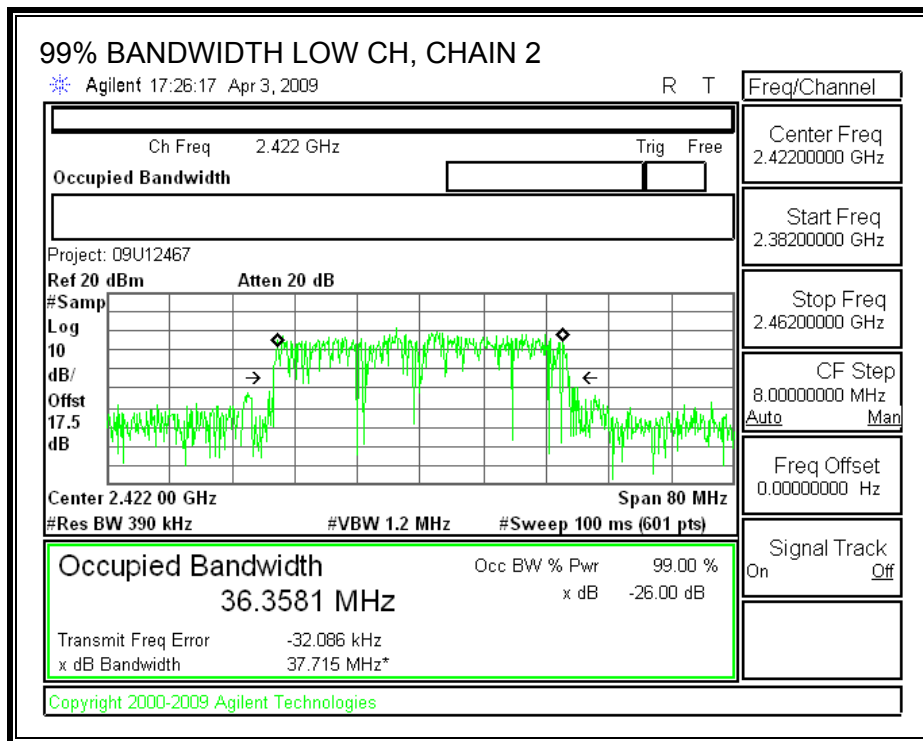 99% BANDWIDTH LOW CH, CHAIN 2
Agilent 17:26:17 Apr 3, 2009 R T
Freq/Channel
Ch Freq 2.422 GHz Trig Free
Occupied Bandwidth
Center Freq
2.42200000 GHz
Start Freq
2.38200000 GHz
Stop Freq
2.46200000 GHz
CF Step
8.00000000 MHz
Auto Man
Freq Offset
0.00000000 Hz
Signal Track
On Off
Project: 09U12467
Ref 20 dBm Atten 20 dB
#Samp
Log
10
dB/
Offst
17.5
dB
Center 2.422 00 GHz Span 80 MHz
#Res BW 390 kHz #VBW 1.2 MHz #Sweep 100 ms (601 pts)
Occupied Bandwidth Occ BW % Pwr 99.00 %
36.3581 MHz x dB -26.00 dB
Transmit Freq Error -32.086 kHz
x dB Bandwidth 37.715 MHz*
Copyright 2000-2009 Agilent Technologies